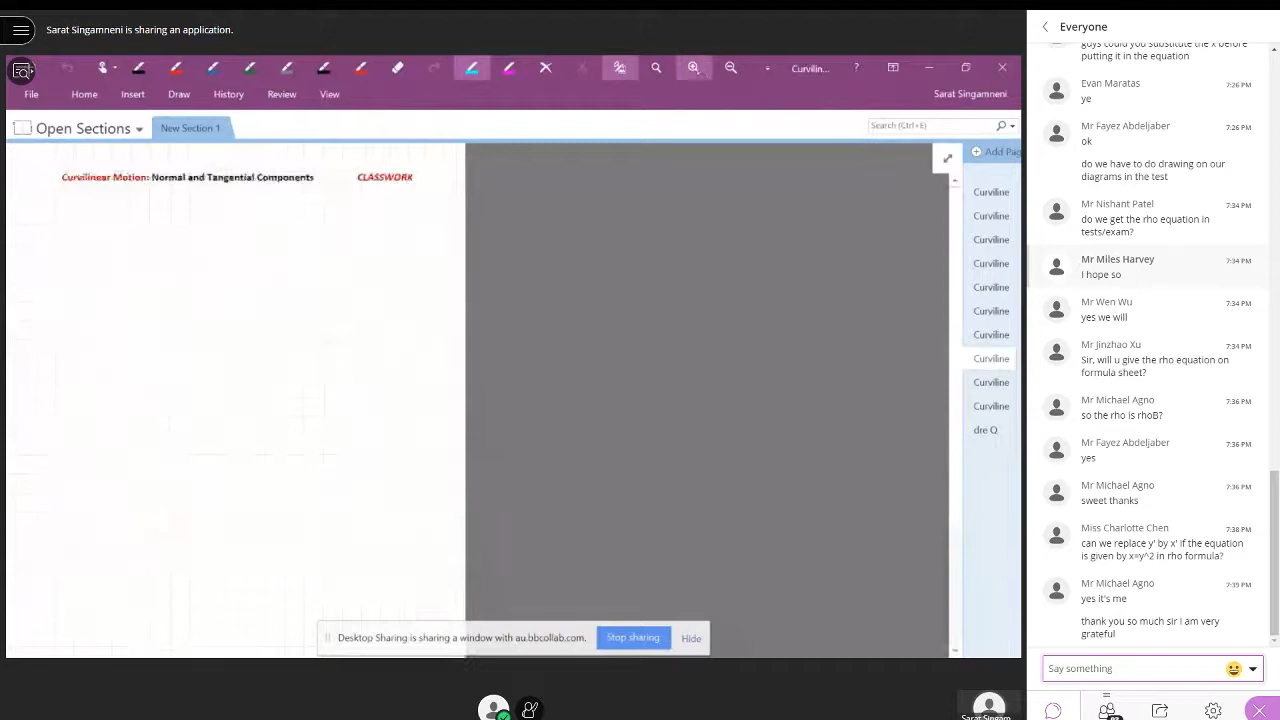 Sarat Singamneni is sharing an application.
Curvilin...
File Home Insert Draw History Review View
Sarat Singamneni
Open Sections
New Section 1
Search (Ctrl+E)
Add Pag
Curvilinear Motion: Normal and Tangential Components
CLASSWORK
Curviline
Curviline
Curviline
Curviline
Curviline
Curviline
Curviline
Curviline
Curviline
Curviline
dre Q
Desktop Sharing is sharing a window with au.bbcollab.com.
Stop sharing
Hide
Sarat Singam
Everyone
guys could you substitute the x before
putting it in the equation
Evan Maratas 7:26 PM
ye
Mr Fayez Abdeljaber 7:26 PM
ok
do we have to do drawing on our
diagrams in the test
Mr Nishant Patel 7:34 PM
do we get the rho equation in
tests/exam?
Mr Miles Harvey 7:34 PM
I hope so
Mr Wen Wu 7:34 PM
yes we will
Mr Jinzhao Xu 7:34 PM
Sir, will u give the rho equation on
formula sheet?
Mr Michael Agno 7:36 PM
so the rho is rhoB?
Mr Fayez Abdeljaber 7:36 PM
yes
Mr Michael Agno 7:36 PM
sweet thanks
Miss Charlotte Chen 7:38 PM
can we replace y' by x' if the equation
is given by x=y^2 in rho formula?
Mr Michael Agno 7:39 PM
yes it's me
thank you so much sir I am very
grateful
Say something